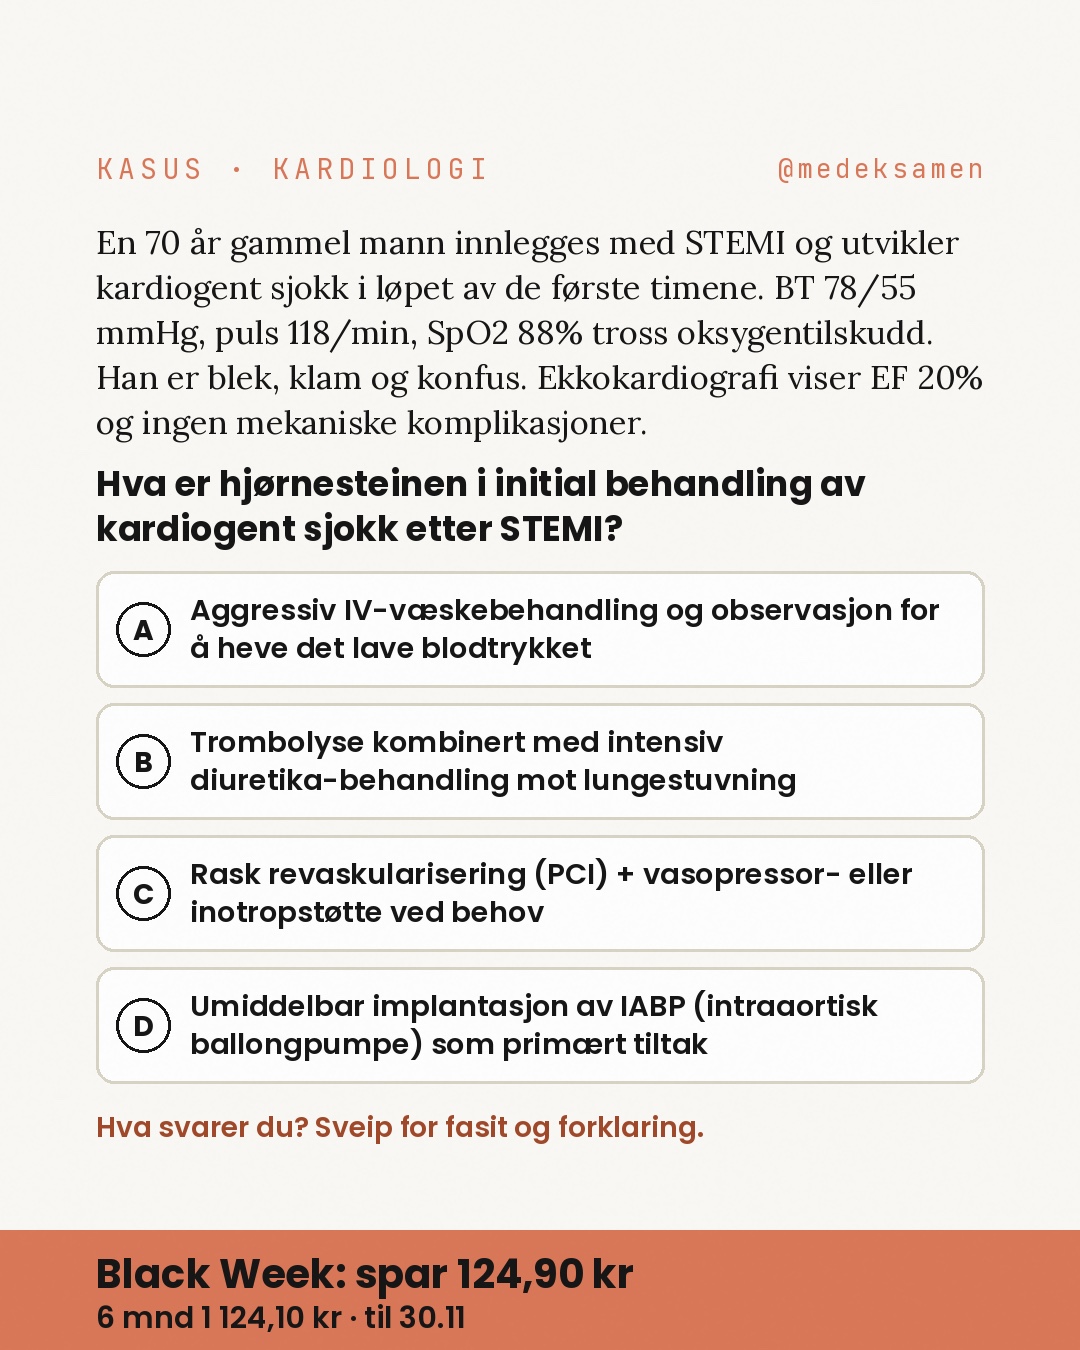 KASUS · KARDIOLOGI
@medeksamen
En 70 år gammel mann innlegges med STEMI og utvikler
kardiogent sjokk i løpet av de første timene. BT 78/55
mmHg, puls 118/min, SpO2 88% tross oksygentilskudd.
Han er blek, klam og konfus. Ekkokardiografi viser EF 20%
og ingen mekaniske komplikasjoner.
Hva er hjørnesteinen i initial behandling av
kardiogent sjokk etter STEMI?
A
Aggressiv IV-væskebehandling og observasjon for
å heve det lave blodtrykket
B
Trombolyse kombinert med intensiv
diuretika-behandling mot lungestuvning
C
Rask revaskularisering (PCI) + vasopressor- eller
inotropstøtte ved behov
D
Umiddelbar implantasjon av IABP (intraaortisk
ballongpumpe) som primært tiltak
Hva svarer du? Sveip for fasit og forklaring.
Black Week: spar 124,90 kr
6 mnd 1 124,10 kr · til 30.11